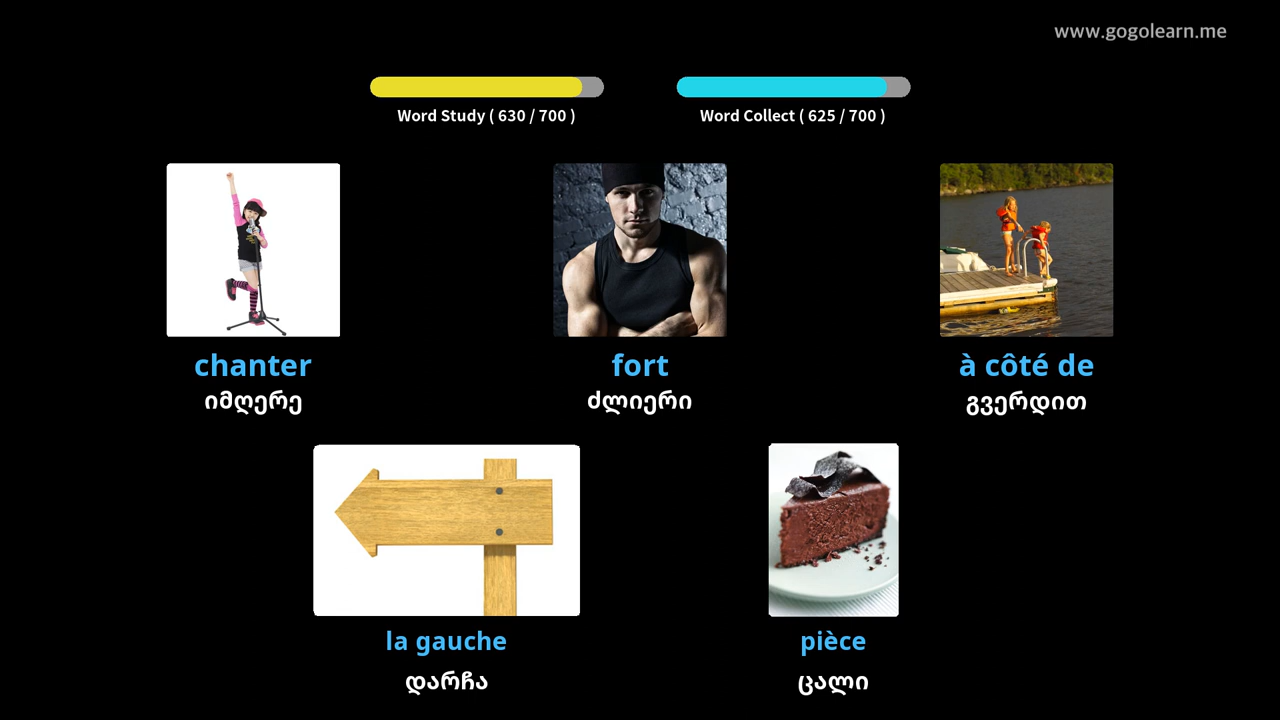 www.gogolearn.me
Word Study ( 630 / 700 )
Word Collect ( 625 / 700 )
chanter
fort
à côté de
იმღერე
ძლიერი
გვერდით
la gauche
pièce
დარჩა
ცალი